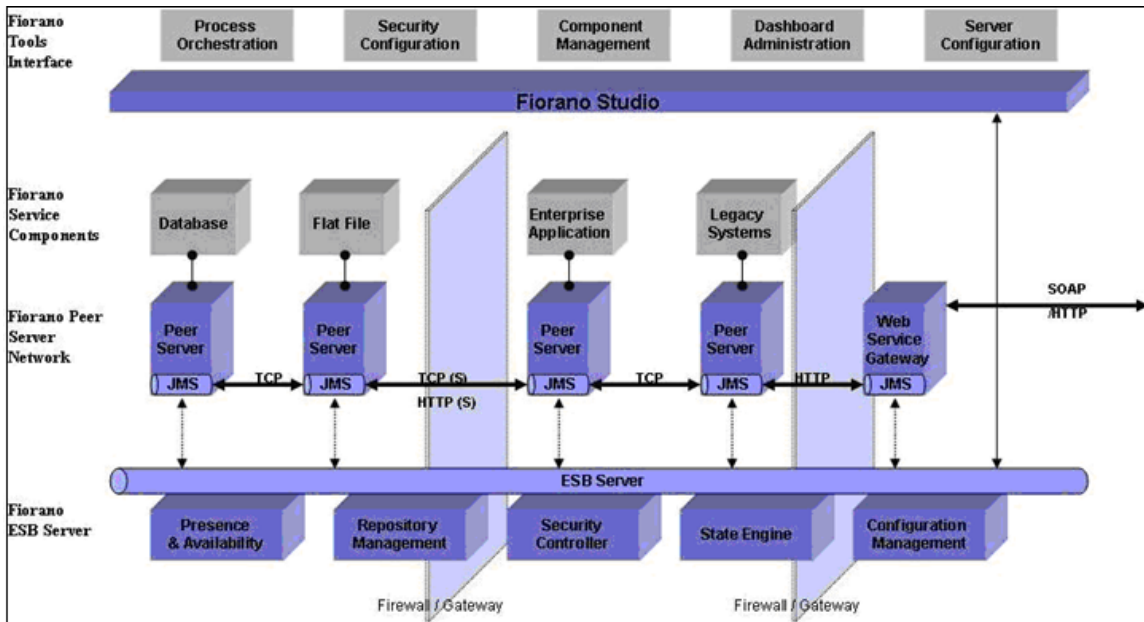 Fiorano
Tools
Interface
Process
Orchestration
Security
Configuration
Component
Management
Dashboard
Administration
Server
Configuration
Fiorano Studio
Fiorano
Service
Components
Database
Flat File
Enterprise
Application
Legacy
Systems
Fiorano Peer
Server
Network
Peer
Server
JMS
TCP
Peer
Server
JMS
TCP (S)
HTTP (S)
Peer
Server
JMS
TCP
Peer
Server
JMS
HTTP
Web
Service
Gateway
JMS
SOAP
/HTTP
ESB Server
Fiorano
ESB Server
Presence
& Availability
Repository
Management
Security
Controller
State Engine
Configuration
Management
Firewall / Gateway
Firewall / Gateway